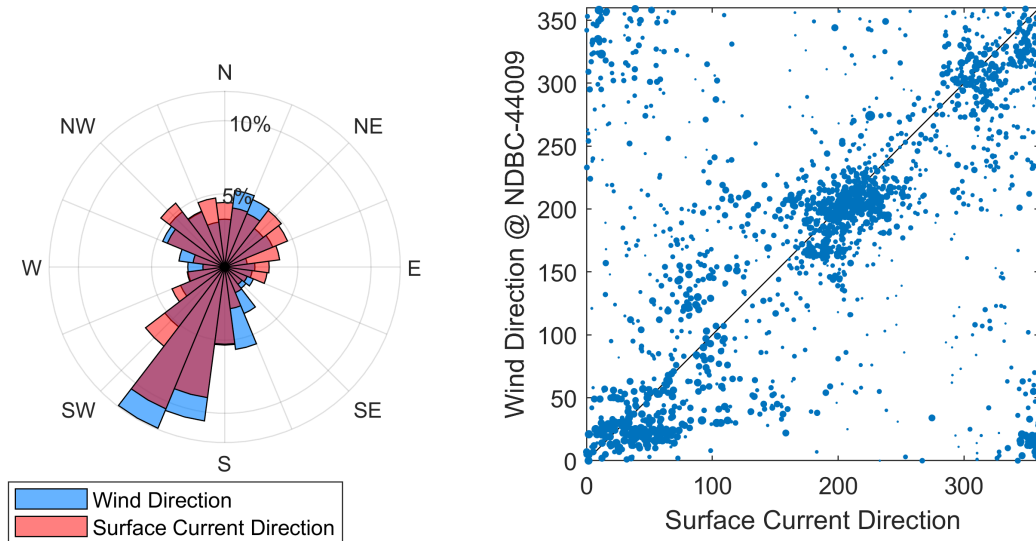 N
NE
E
SE
S
SW
W
NW
10%
5%
Wind Direction
Surface Current Direction
350
300
250
200
150
100
50
0
0
100
200
300
Wind Direction @ NDBC-44009
Surface Current Direction